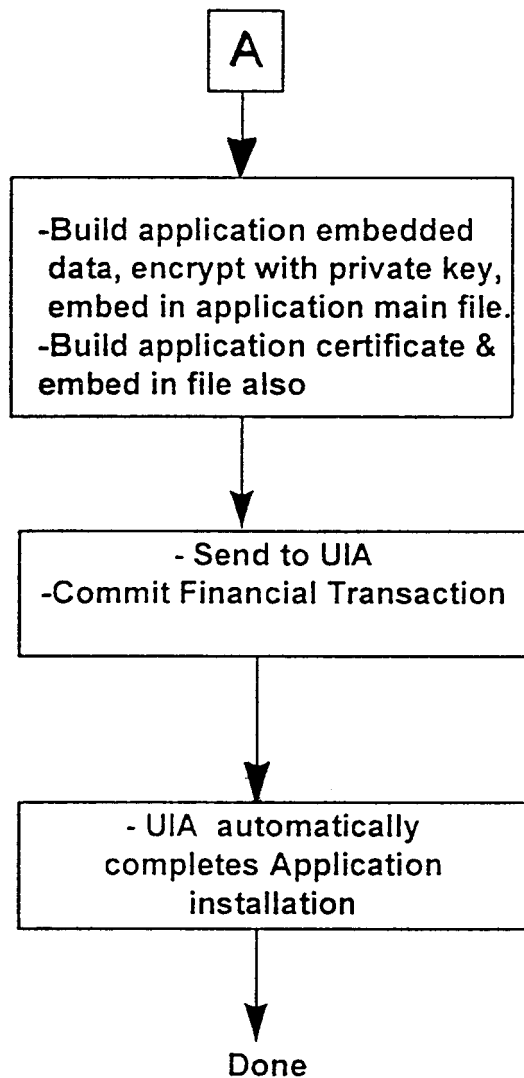 A
-Build application embedded
data, encrypt with private key,
embed in application main file.
-Build application certificate &
embed in file also
- Send to UIA
-Commit Financial Transaction
- UIA automatically
completes Application
installation
Done